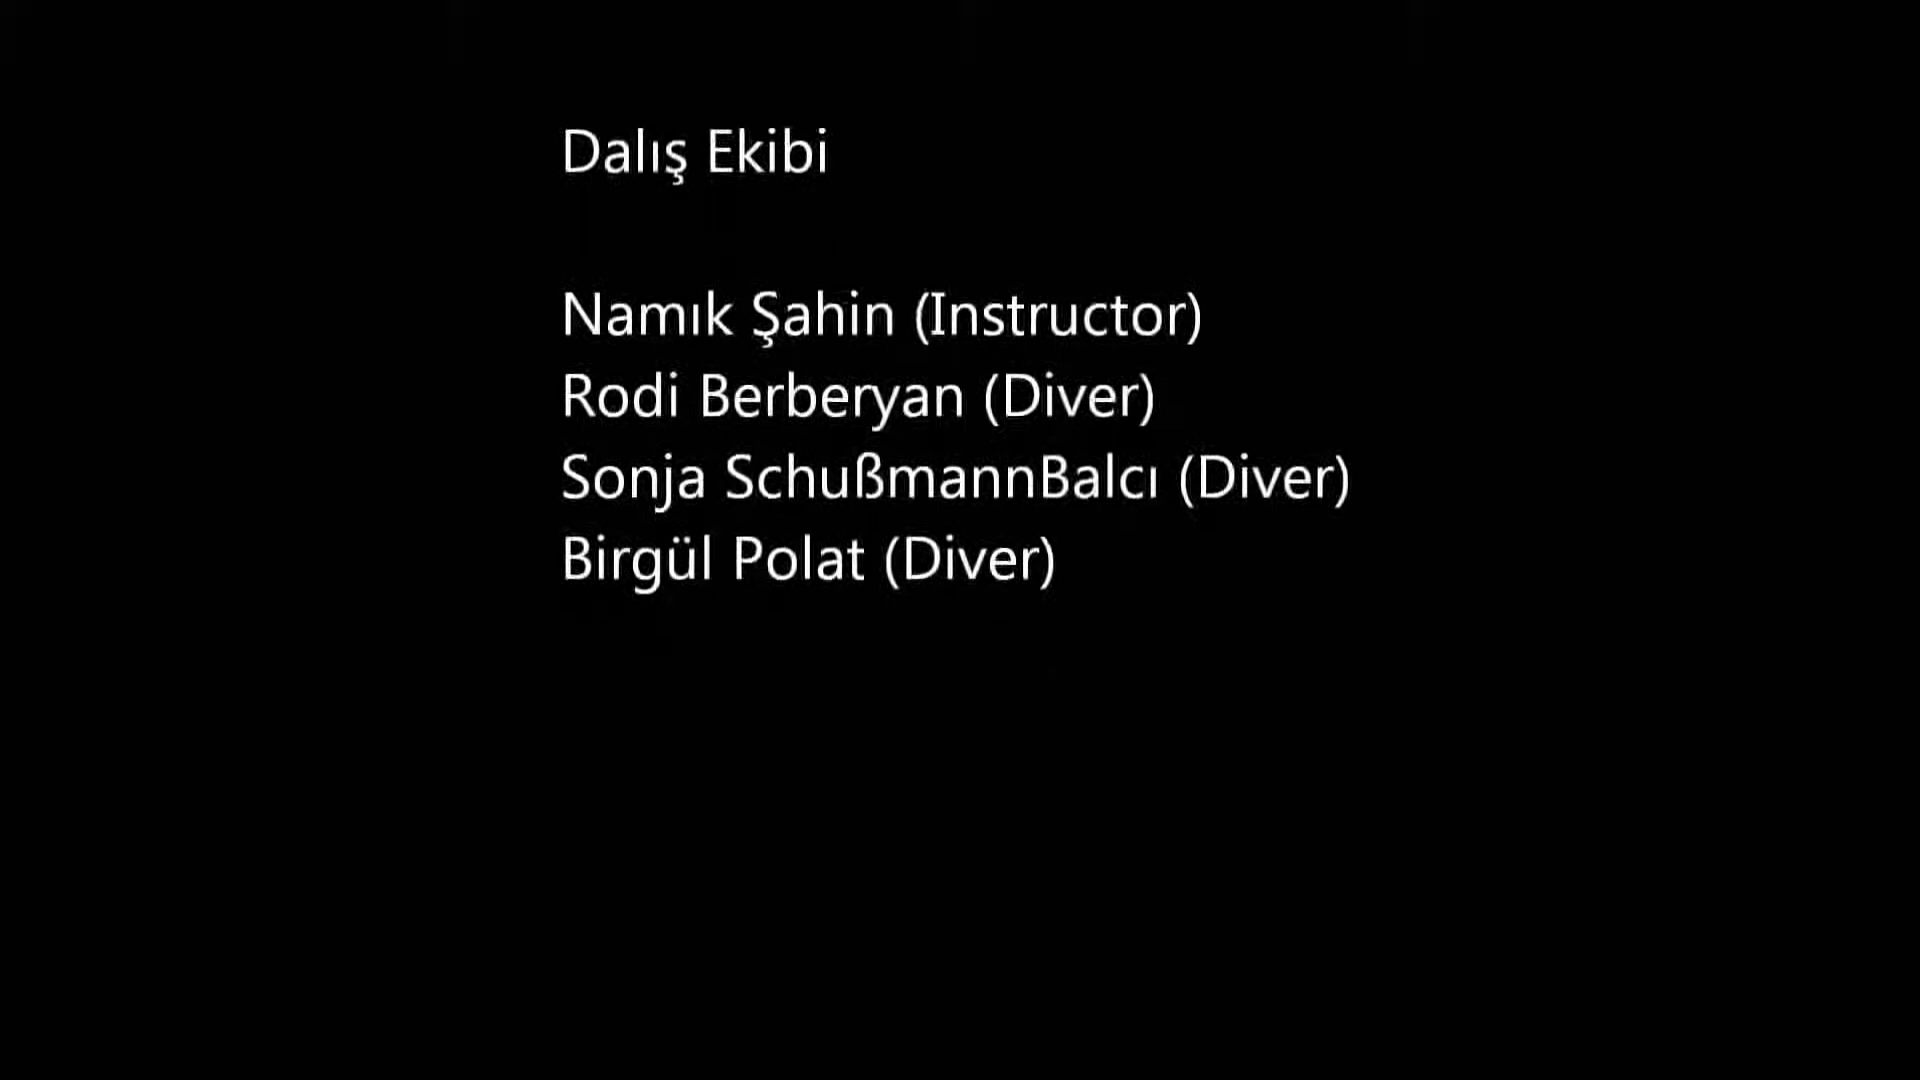 Dalış Ekibi
Namık Şahin (Instructor)
Rodi Berberyan (Diver)
Sonja SchußmannBalcı (Diver)
Birgül Polat (Diver)